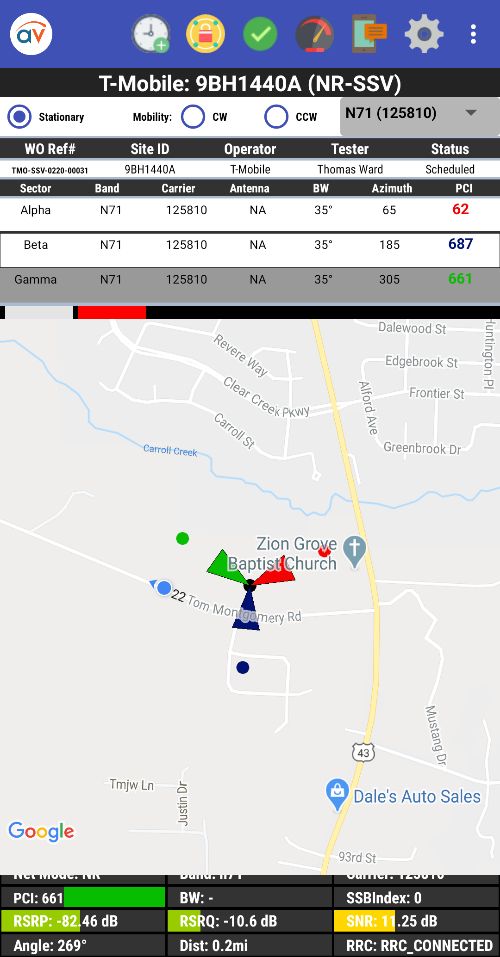 av
T-Mobile: 9BH1440A (NR-SSV)
Stationary Mobility: CW CCW N71 (125810)
WO Ref# Site ID Operator Tester Status
TMO-SSV-0220-00031 9BH1440A T-Mobile Thomas Ward Scheduled
Sector Band Carrier Antenna BW Azimuth PCI
Alpha N71 125810 NA 35° 65 62
Beta N71 125810 NA 35° 185 687
Gamma N71 125810 NA 35° 305 661
Dalewood St
Huntington Pl
Revere Way
Edgebrook St
Clear Creek Pkwy
Alford Ave
Frontier St
Carroll St
Greenbrook Dr
Carroll Creek
Zion Grove
Baptist Church
22
Tom Montgomery Rd
Mustang Dr
43
Tmjw Ln
Justin Dr
Dale's Auto Sales
Google
93rd St
Net Mode: NR Band: n71 Carrier: 125810
PCI: 661 BW: - SSBIndex: 0
RSRP: -82.46 dB RSRQ: -10.6 dB SNR: 11.25 dB
Angle: 269° Dist: 0.2mi RRC: RRC_CONNECTED